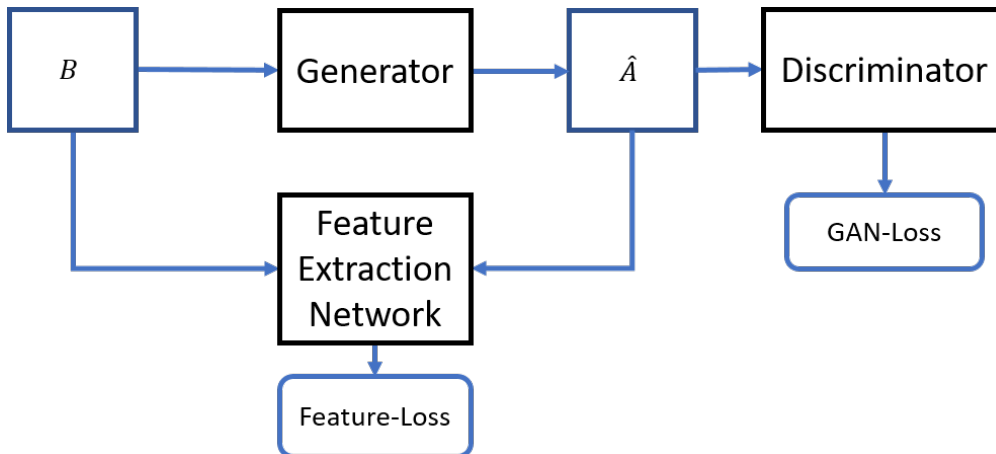 B
Generator
Â
Discriminator
Feature
Extraction
Network
GAN-Loss
Feature-Loss